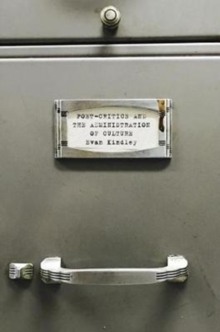 POET-CRITICS AND
THE ADMINISTRATION
OF CULTURE
Evan Kindley